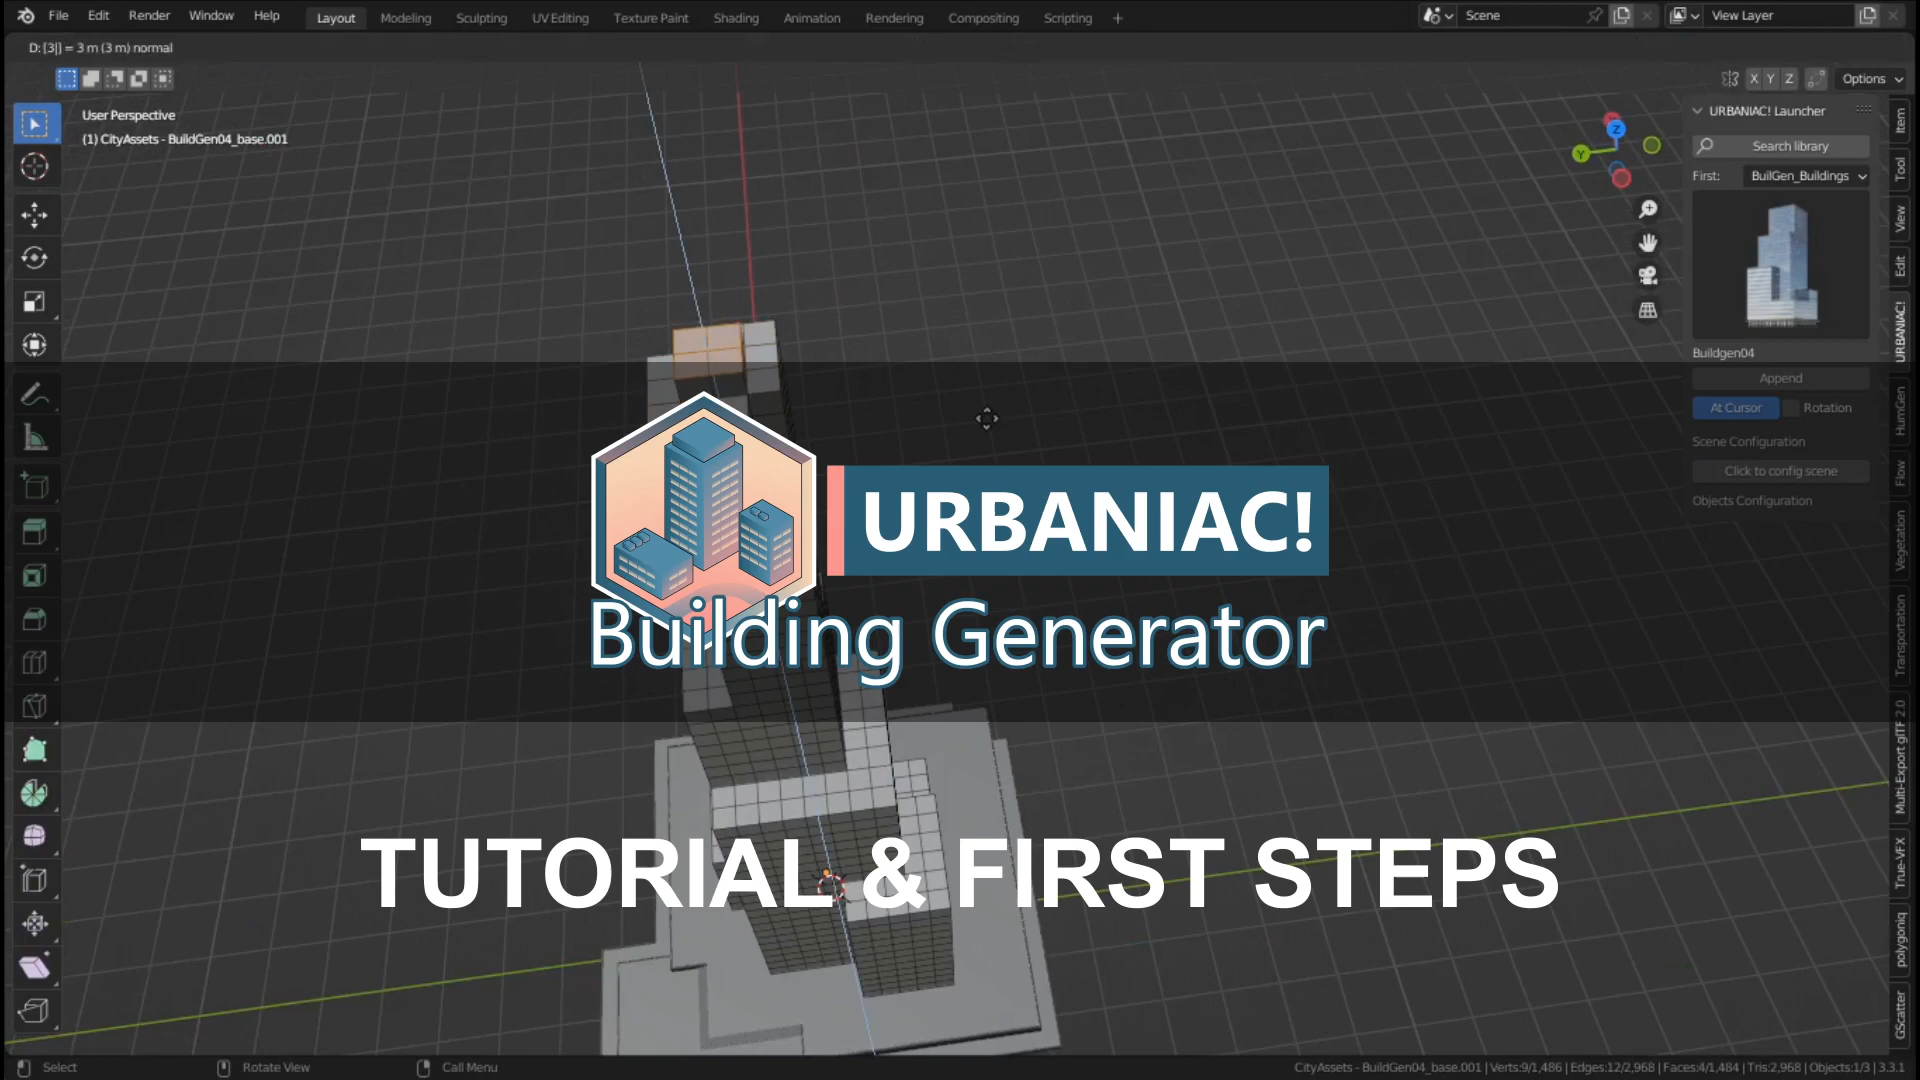 File Edit Render Window Help Layout Modeling Sculpting UV Editing Texture Paint Shading Animation Rendering Compositing Scripting + Scene View Layer
D: [3|] = 3 m (3 m) normal
X Y Z Options
User Perspective
(1) CityAssets - BuildGen04_base.001
URBANIAC! Launcher
Search library
First: BuilGen_Buildings
Buildgen04
Append
At Cursor Rotation
Scene Configuration
Click to config scene
Objects Configuration
Z
Y
Item
Tool
View
Edit
URBANIAC!
HumGen
Flow
Vegetation
Transportation
Multi-Export glTF 2.0
True-VFX
polygoniq
GScatter
URBANIAC!
Building Generator
TUTORIAL & FIRST STEPS
Select Rotate View Call Menu CityAssets - BuildGen04_base.001 | Verts:9/1,486 | Edges:12/2,968 | Faces:4/1,484 | Tris:2,968 | Objects:1/3 | 3.3.1